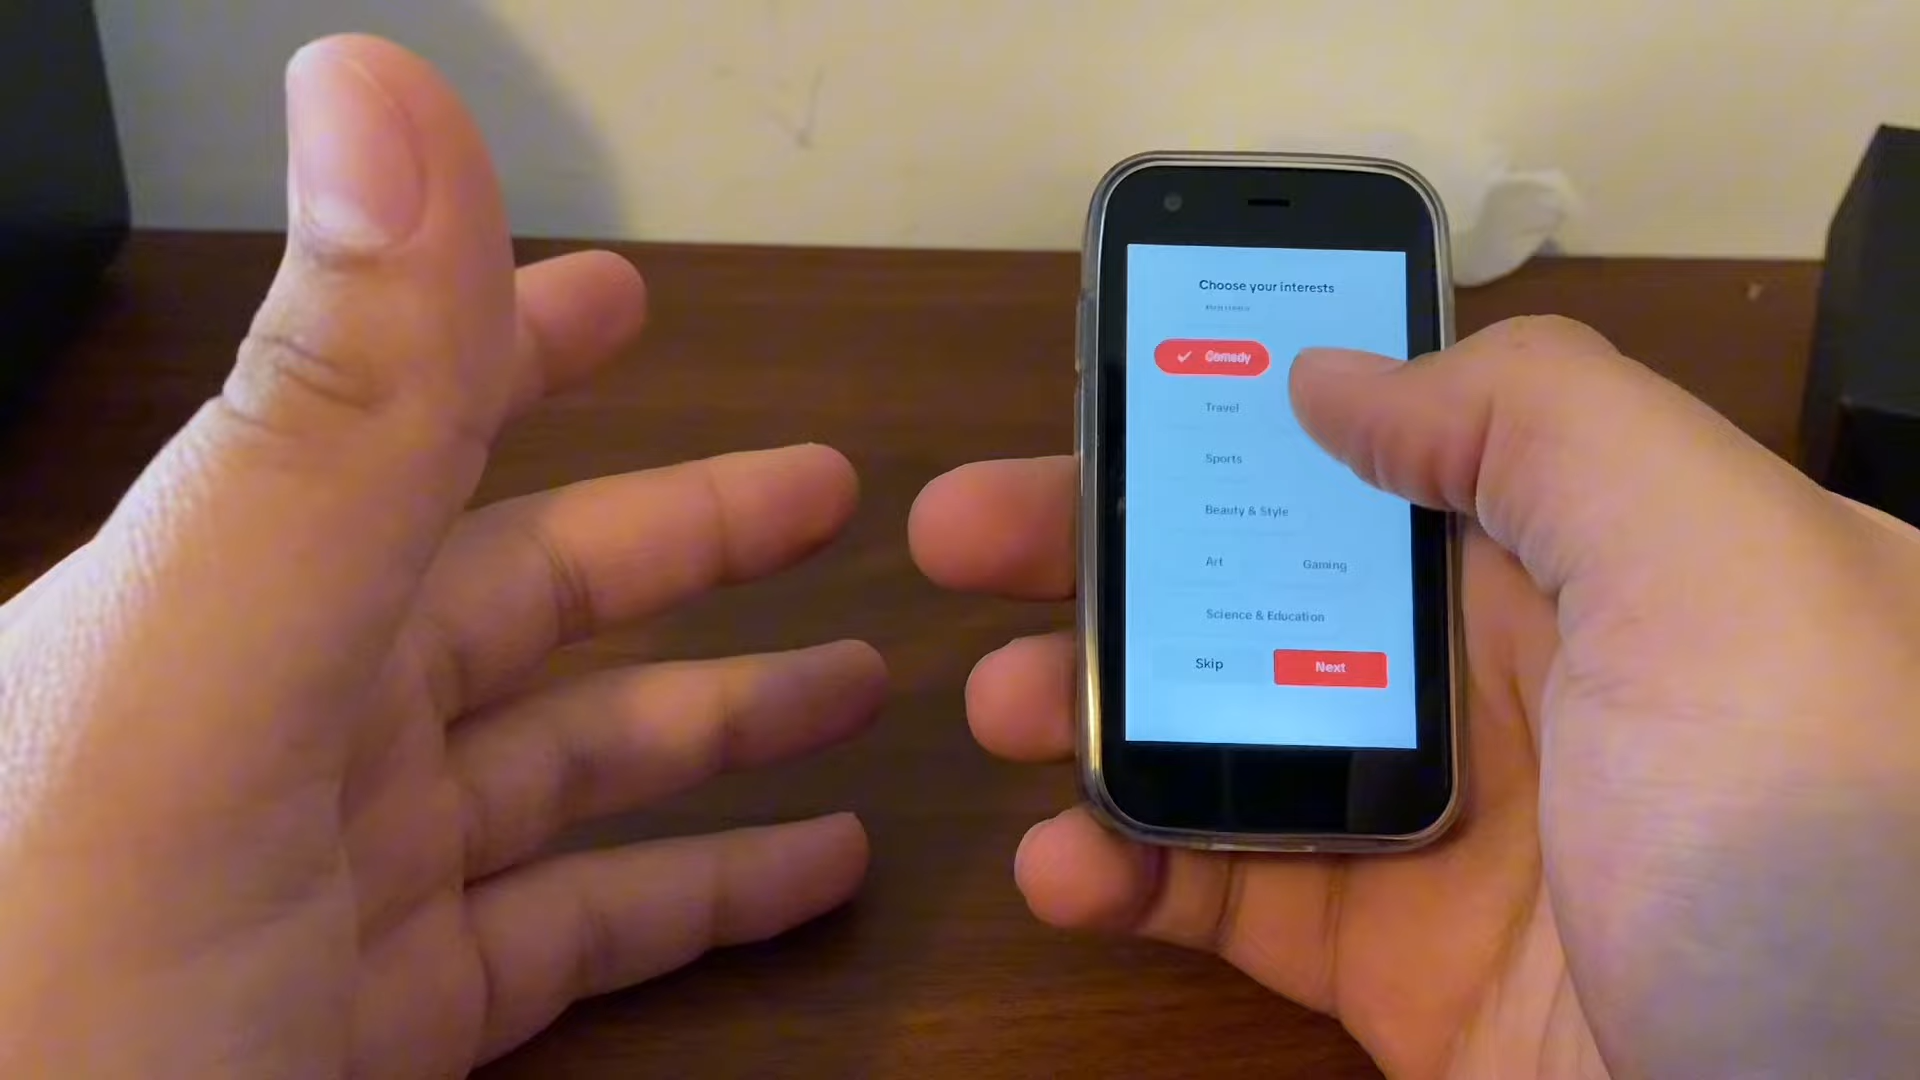 Choose your interests
Comedy
Travel
Sports
Beauty & Style
Art
Gaming
Science & Education
Skip
Next